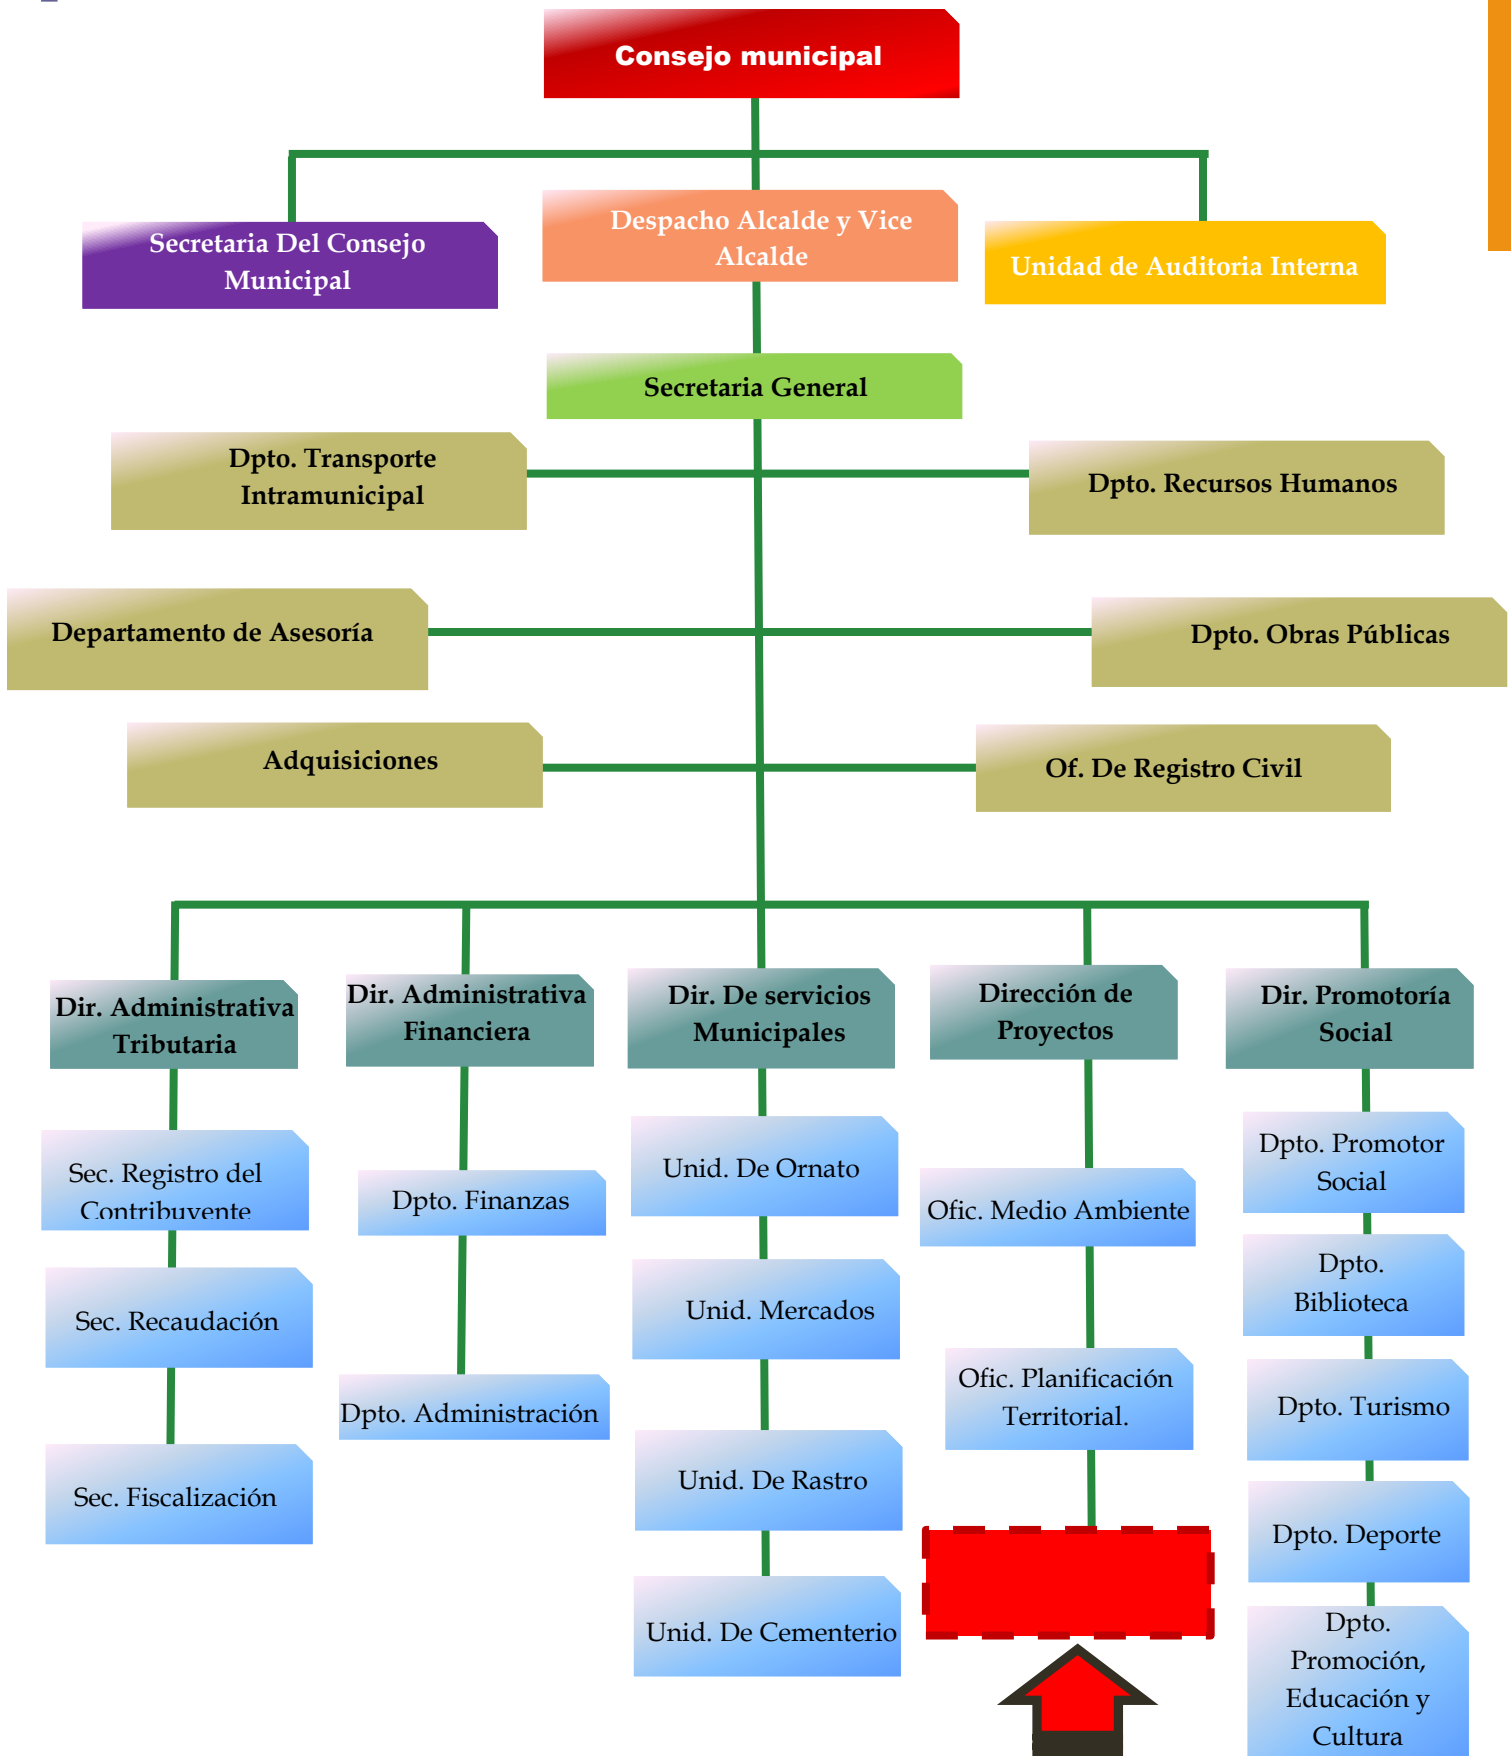 Consejo municipal
Secretaria Del Consejo
Municipal
Despacho Alcalde y Vice
Alcalde
Unidad de Auditoria Interna
Secretaria General
Dpto. Transporte
Intramunicipal
Dpto. Recursos Humanos
Departamento de Asesoría
Dpto. Obras Públicas
Adquisiciones
Of. De Registro Civil
Dir. Administrativa
Tributaria
Dir. Administrativa
Financiera
Dir. De servicios
Municipales
Dirección de
Proyectos
Dir. Promotoría
Social
Sec. Registro del
Contribuyente
Sec. Recaudación
Sec. Fiscalización
Dpto. Finanzas
Dpto. Administración
Unid. De Ornato
Unid. Mercados
Unid. De Rastro
Unid. De Cementerio
Ofic. Medio Ambiente
Ofic. Planificación
Territorial.
Dpto. Promotor
Social
Dpto.
Biblioteca
Dpto. Turismo
Dpto. Deporte
Dpto.
Promoción,
Educación y
Cultura